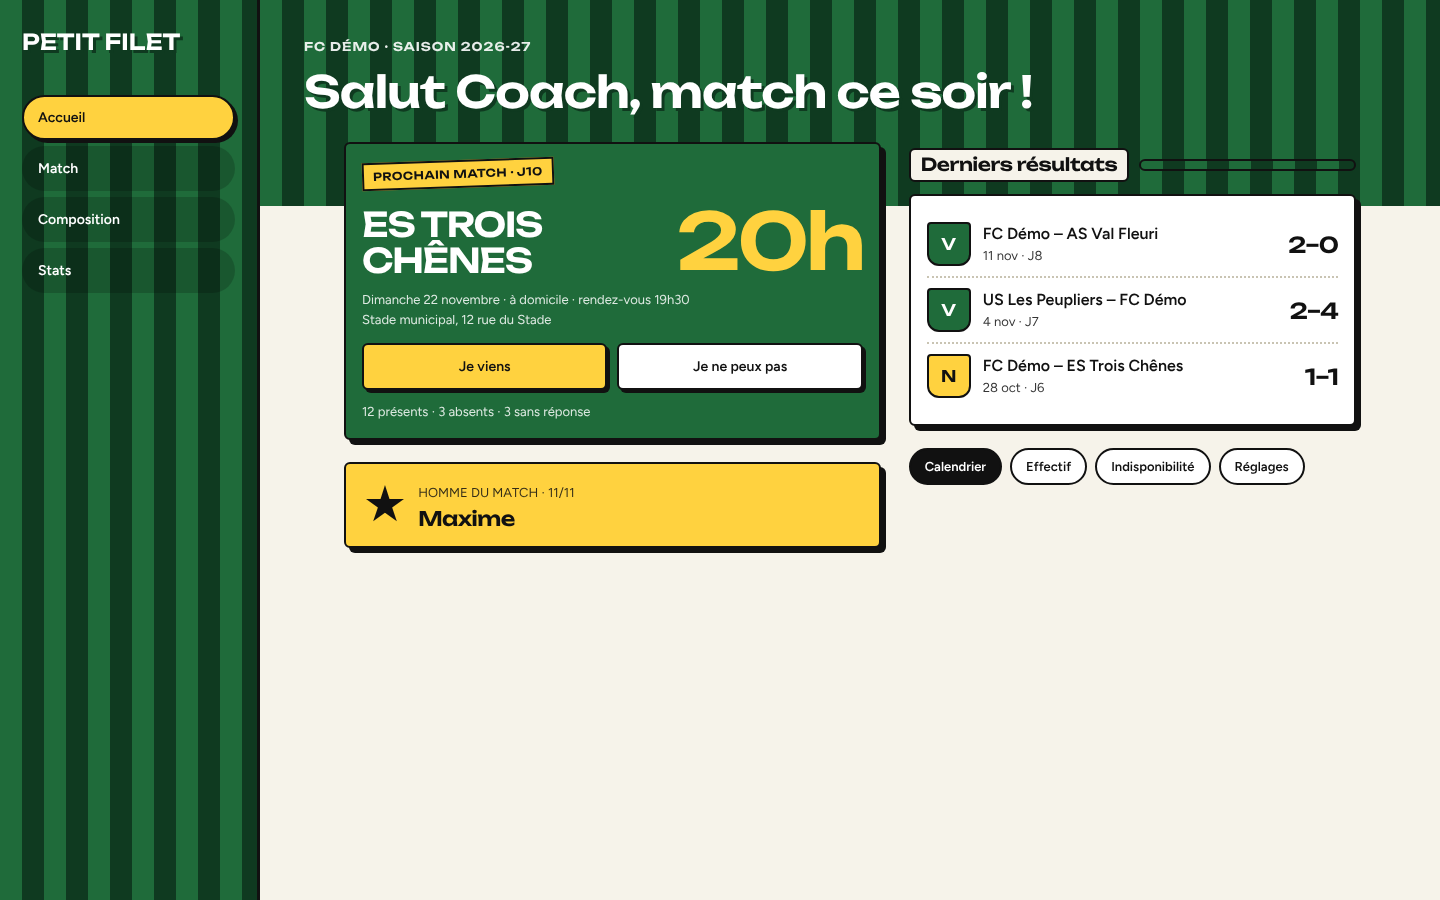 PETIT FILET
Accueil
Match
Composition
Stats
FC DÉMO · SAISON 2026-27
Salut Coach, match ce soir !
PROCHAIN MATCH · J10
ES TROIS
CHÊNES
20h
Dimanche 22 novembre · à domicile · rendez-vous 19h30
Stade municipal, 12 rue du Stade
Je viens
Je ne peux pas
12 présents · 3 absents · 3 sans réponse
HOMME DU MATCH · 11/11
Maxime
Derniers résultats
V
FC Démo – AS Val Fleuri
11 nov · J8
2–0
V
US Les Peupliers – FC Démo
4 nov · J7
2–4
N
FC Démo – ES Trois Chênes
28 oct · J6
1–1
Calendrier
Effectif
Indisponibilité
Réglages